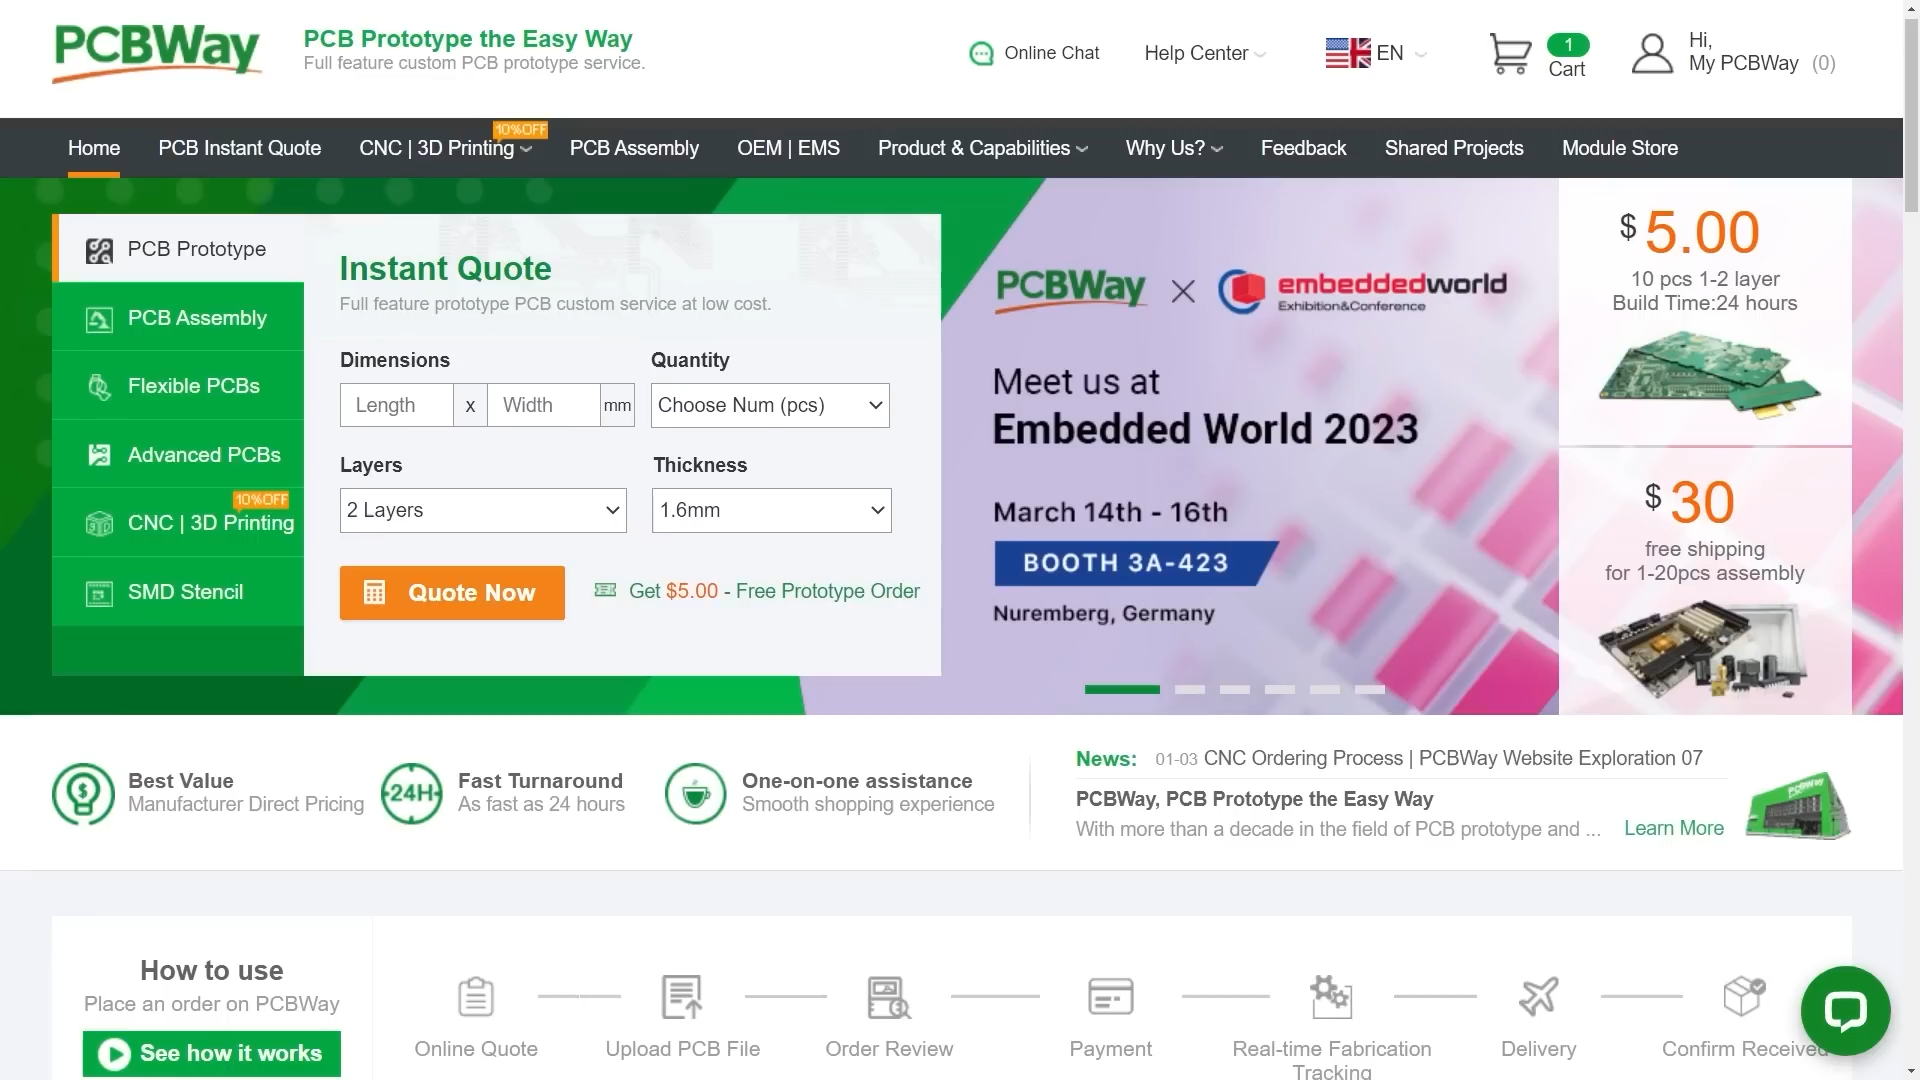 PCBWay
PCB Prototype the Easy Way
Full feature custom PCB prototype service.
Online Chat
Help Center
EN
1
Cart
Hi,
My PCBWay (0)
10%OFF
Home
PCB Instant Quote
CNC | 3D Printing
PCB Assembly
OEM | EMS
Product & Capabilities
Why Us?
Feedback
Shared Projects
Module Store
PCB Prototype
PCB Assembly
Flexible PCBs
Advanced PCBs
10%OFF
CNC | 3D Printing
SMD Stencil
Instant Quote
Full feature prototype PCB custom service at low cost.
Dimensions
Quantity
Length x Width mm
Choose Num (pcs)
Layers
Thickness
2 Layers
1.6mm
Quote Now
Get $5.00 - Free Prototype Order
PCBWay × embeddedworld
Exhibition&Conference
Meet us at
Embedded World 2023
March 14th - 16th
BOOTH 3A-423
Nuremberg, Germany
$ 5.00
10 pcs 1-2 layer
Build Time:24 hours
$ 30
free shipping
for 1-20pcs assembly
Best Value
Manufacturer Direct Pricing
24H
Fast Turnaround
As fast as 24 hours
One-on-one assistance
Smooth shopping experience
News: 01-03 CNC Ordering Process | PCBWay Website Exploration 07
PCBWay, PCB Prototype the Easy Way
With more than a decade in the field of PCB prototype and ... Learn More
PCBWay
How to use
Place an order on PCBWay
See how it works
Online Quote
Upload PCB File
Order Review
Payment
Real-time Fabrication
Tracking
Delivery
Confirm Received